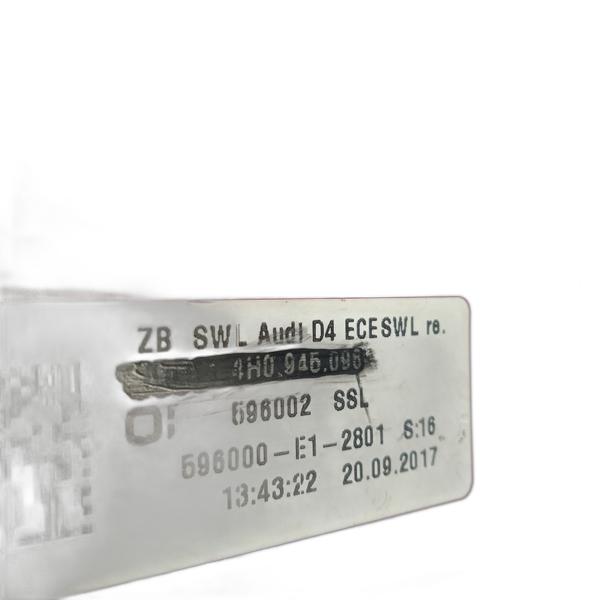 ZB SWL Audi D4 ECESWL re.
4H0.945.096
596002 SSL
596000-E1-2801 S:16
13:43:22 20.09.2017